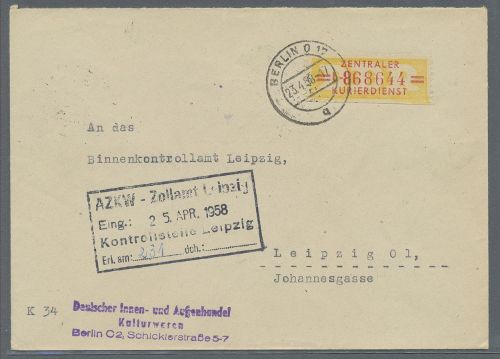 BERLIN O 17
23.4.58
b
ZENTRALER
868644
KURIERDIENST
An das
Binnenkontrollamt Leipzig,
AZKW - Zollamt Leipzig
Eing.: 25. APR. 1958
Kontrollstelle Leipzig
Erl. am: dch.:
Leipzig O1,
Johannesgasse
K 34
Deutscher Innen- und Außenhandel
Kulturwaren
Berlin C2, Schicklerstraße 5-7